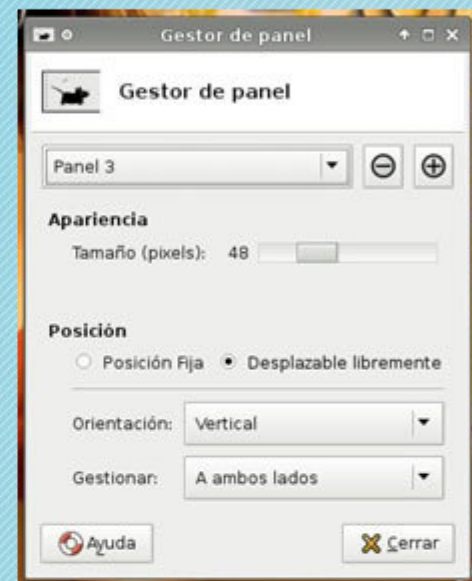 Gestor de panel
Gestor de panel
Panel 3
Apariencia
Tamaño (pixels): 48
Posición
Posición Fija Desplazable libremente
Orientación: Vertical
Gestionar: A ambos lados
Ayuda Cerrar